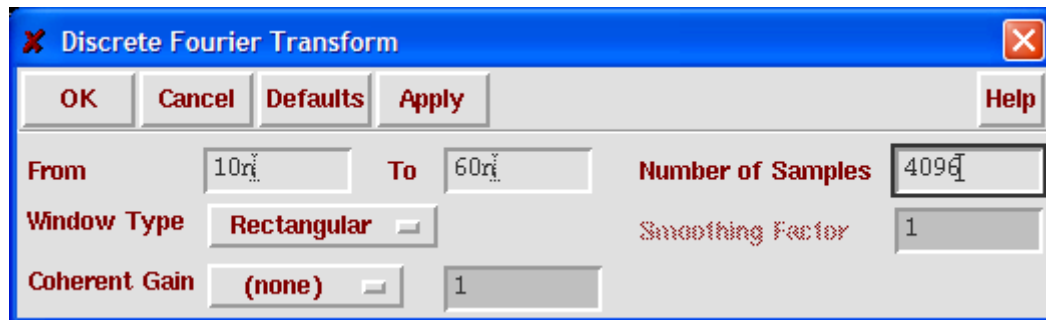 Discrete Fourier Transform
OK Cancel Defaults Apply Help
From 10n To 60n Number of Samples 4096
Window Type Rectangular Smoothing Factor 1
Coherent Gain (none) 1